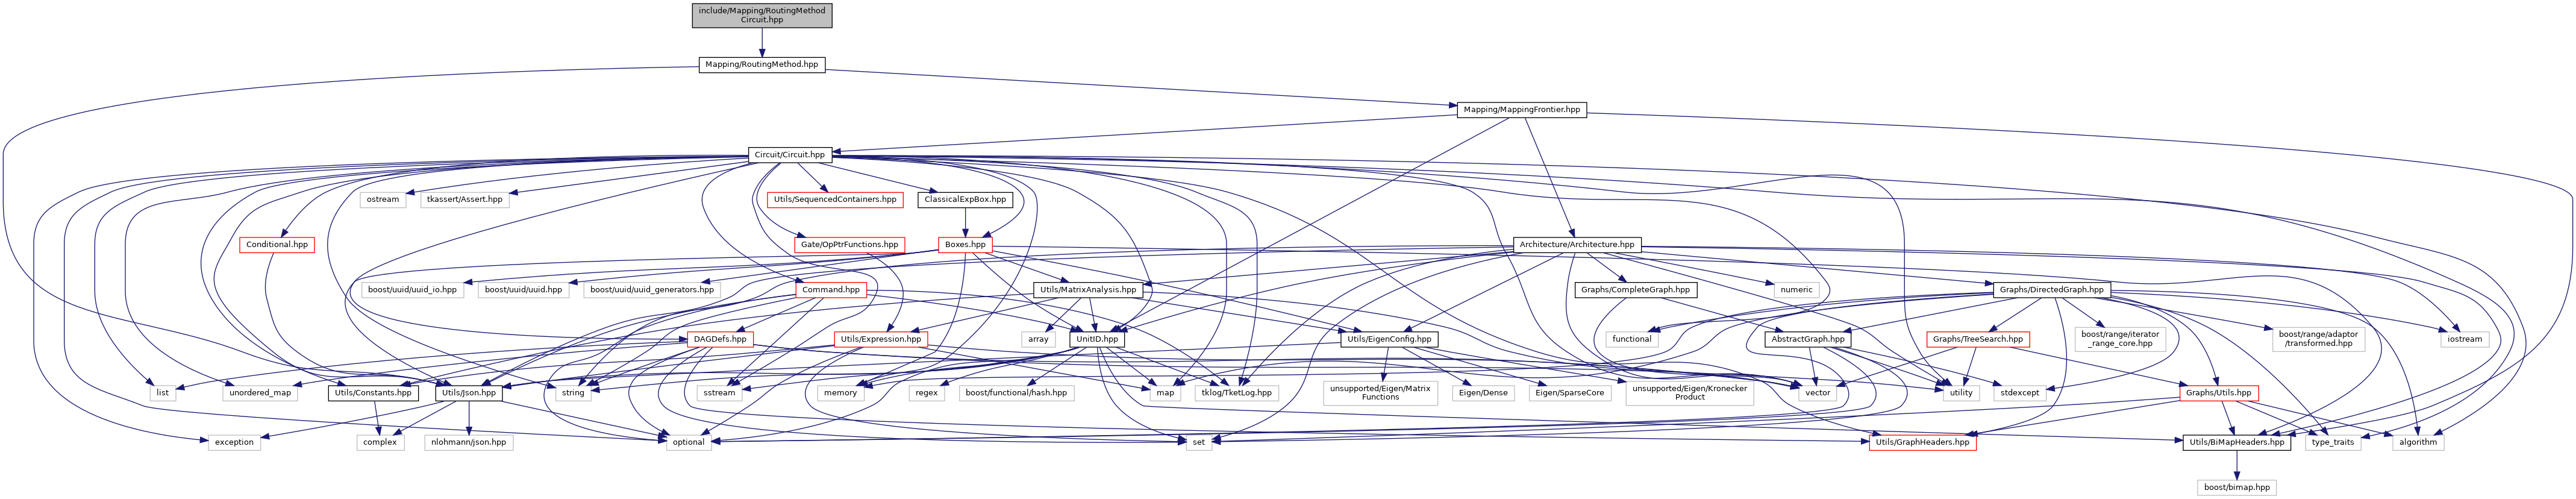 include/Mapping/RoutingMethod
Circuit.hpp
Mapping/RoutingMethod.hpp
Mapping/MappingFrontier.hpp
Circuit/Circuit.hpp
ostream
tkassert/Assert.hpp
Utils/SequencedContainers.hpp
ClassicalExpBox.hpp
Conditional.hpp
Gate/OpPtrFunctions.hpp
Boxes.hpp
Architecture/Architecture.hpp
boost/uuid/uuid_io.hpp
boost/uuid/uuid.hpp
boost/uuid/uuid_generators.hpp
Command.hpp
Utils/MatrixAnalysis.hpp
Graphs/CompleteGraph.hpp
numeric
Graphs/DirectedGraph.hpp
array
DAGDefs.hpp
Utils/Expression.hpp
UnitID.hpp
Utils/EigenConfig.hpp
functional
AbstractGraph.hpp
Graphs/TreeSearch.hpp
boost/range/iterator
_range_core.hpp
boost/range/adaptor
/transformed.hpp
iostream
list
unordered_map
Utils/Constants.hpp
Utils/Json.hpp
string
sstream
memory
regex
boost/functional/hash.hpp
map
tklog/TketLog.hpp
unsupported/Eigen/Matrix
Functions
Eigen/Dense
Eigen/SparseCore
unsupported/Eigen/Kronecker
Product
vector
utility
stdexcept
Graphs/Utils.hpp
exception
complex
nlohmann/json.hpp
optional
set
Utils/GraphHeaders.hpp
Utils/BiMapHeaders.hpp
type_traits
algorithm
boost/bimap.hpp